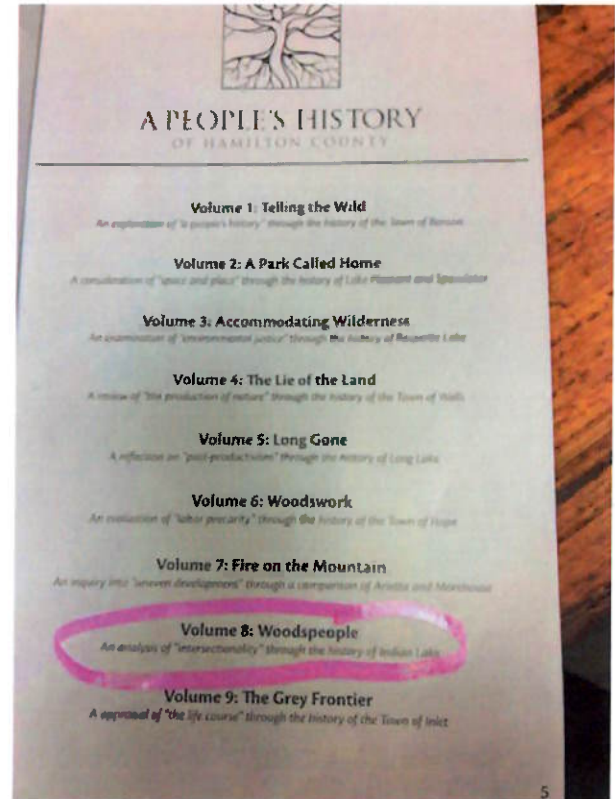 A PEOPLE'S HISTORY
OF HAMILTON COUNTY
Volume 1: Telling the Wild
An exploration of "a people's history" through the history of the Town of Benson
Volume 2: A Park Called Home
A consideration of "space and place" through the history of Lake Pleasant and Speculator
Volume 3: Accommodating Wilderness
An examination of "environmental justice" through the history of Raquette Lake
Volume 4: The Lie of the Land
A review of "the production of nature" through the history of the Town of Wells
Volume 5: Long Gone
A reflection on "post-productivism" through the history of Long Lake
Volume 6: Woodswork
An evaluation of "labor precarity" through the history of the Town of Hope
Volume 7: Fire on the Mountain
An inquiry into "uneven development" through a comparison of Arietta and Morehouse
Volume 8: Woodspeople
An analysis of "intersectionality" through the history of Indian Lake
Volume 9: The Grey Frontier
A appraisal of "the life course" through the history of the Town of Inlet
5